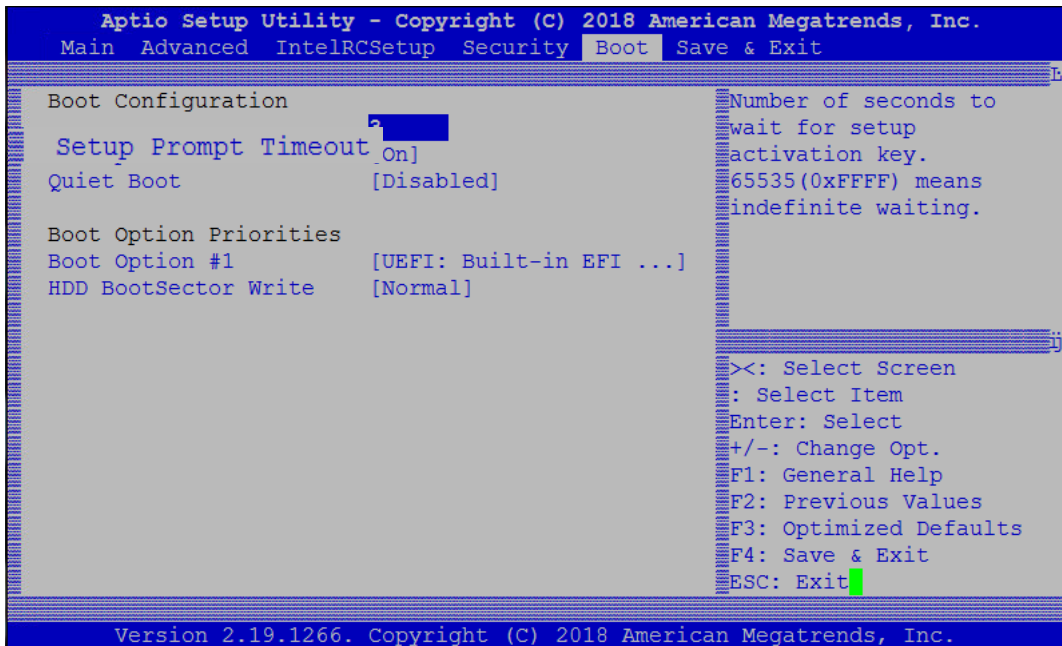 Aptio Setup Utility - Copyright (C) 2018 American Megatrends, Inc.
Main Advanced IntelRCSetup Security Boot Save & Exit
Boot Configuration
Setup Prompt Timeout
[On]
Quiet Boot [Disabled]
Boot Option Priorities
Boot Option #1 [UEFI: Built-in EFI ...]
HDD BootSector Write [Normal]
Number of seconds to
wait for setup
activation key.
65535(0xFFFF) means
indefinite waiting.
><: Select Screen
: Select Item
Enter: Select
+/-: Change Opt.
F1: General Help
F2: Previous Values
F3: Optimized Defaults
F4: Save & Exit
ESC: Exit
Version 2.19.1266. Copyright (C) 2018 American Megatrends, Inc.